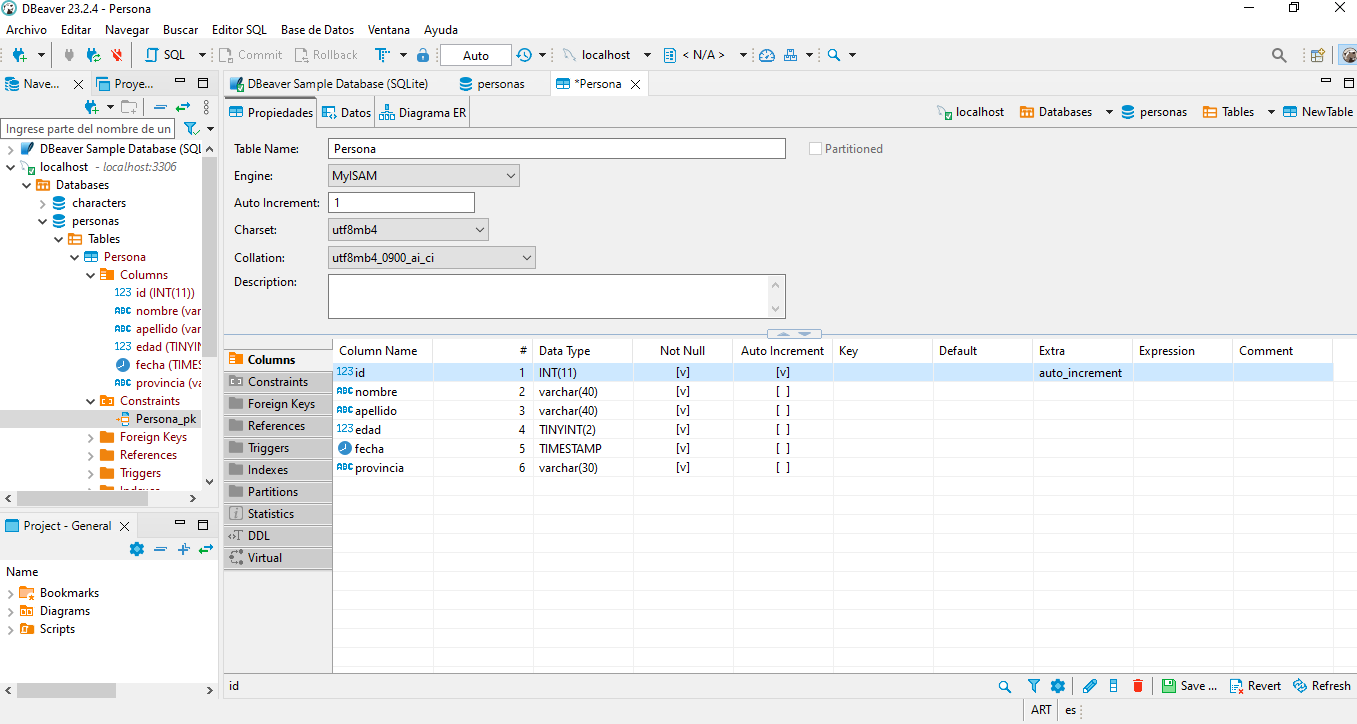 DBeaver 23.2.4 - Persona
Archivo Editar Navegar Buscar Editor SQL Base de Datos Ventana Ayuda
SQL Commit Rollback Auto localhost < N/A >
Nave... Proye...
DBeaver Sample Database (SQLite) personas *Persona
Ingrese parte del nombre de un
DBeaver Sample Database (SQL
localhost - localhost:3306
Databases
characters
personas
Tables
Persona
Columns
123 id (INT(11))
ABC nombre (var
ABC apellido (var
123 edad (TINYIN
fecha (TIMES
ABC provincia (va
Constraints
Persona_pk
Foreign Keys
References
Triggers
Indexes
Project - General
Name
Bookmarks
Diagrams
Scripts
Propiedades Datos Diagrama ER
localhost Databases personas Tables NewTable
Table Name: Persona Partitioned
Engine: MyISAM
Auto Increment: 1
Charset: utf8mb4
Collation: utf8mb4_0900_ai_ci
Description:
Columns
Constraints
Foreign Keys
References
Triggers
Indexes
Partitions
Statistics
DDL
Virtual
Column Name # Data Type Not Null Auto Increment Key Default Extra Expression Comment
123 id 1 INT(11) [v] [v] auto_increment
ABC nombre 2 varchar(40) [v] [ ]
ABC apellido 3 varchar(40) [v] [ ]
123 edad 4 TINYINT(2) [v] [ ]
fecha 5 TIMESTAMP [v] [ ]
ABC provincia 6 varchar(30) [v] [ ]
id Save ... Revert Refresh
ART es